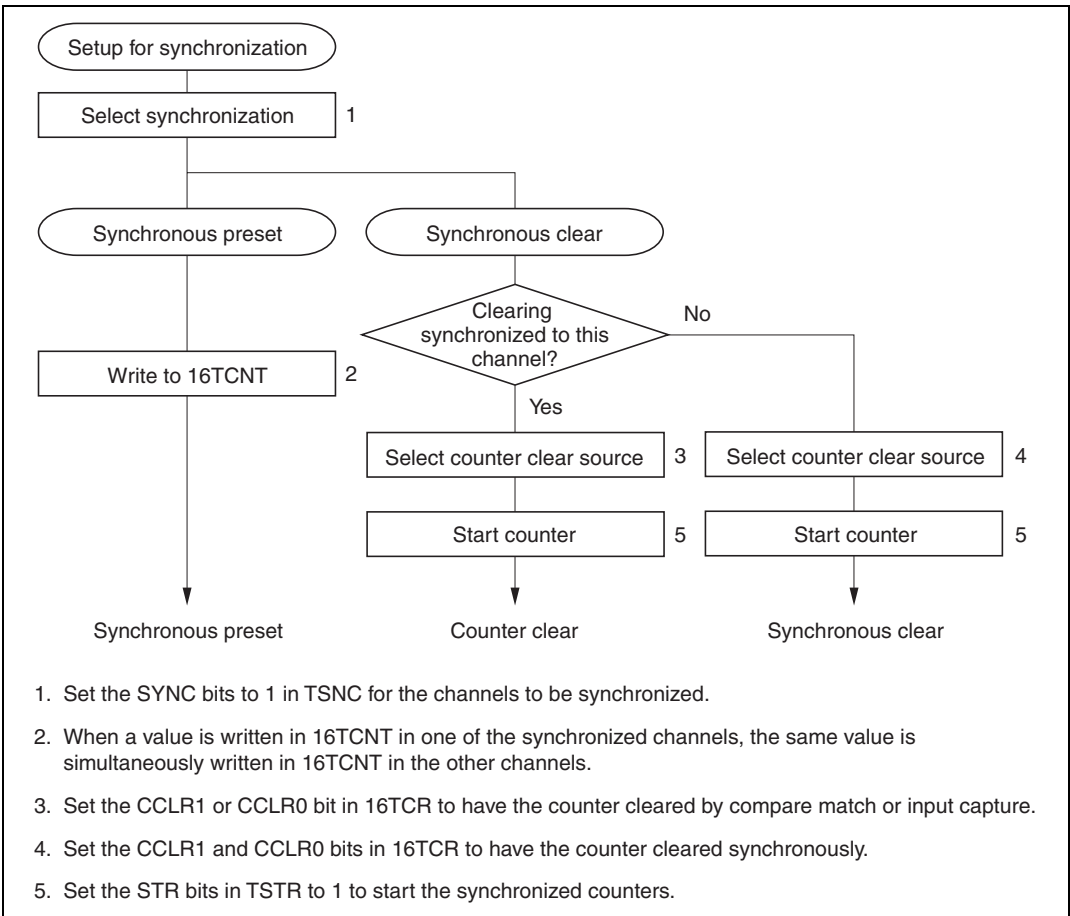 Setup for synchronization
Select synchronization 1
Synchronous preset
Synchronous clear
Clearing
synchronized to this
channel?
No
Write to 16TCNT 2
Yes
Select counter clear source 3
Select counter clear source 4
Start counter 5
Start counter 5
Synchronous preset
Counter clear
Synchronous clear
1. Set the SYNC bits to 1 in TSNC for the channels to be synchronized.
2. When a value is written in 16TCNT in one of the synchronized channels, the same value is
simultaneously written in 16TCNT in the other channels.
3. Set the CCLR1 or CCLR0 bit in 16TCR to have the counter cleared by compare match or input capture.
4. Set the CCLR1 and CCLR0 bits in 16TCR to have the counter cleared synchronously.
5. Set the STR bits in TSTR to 1 to start the synchronized counters.